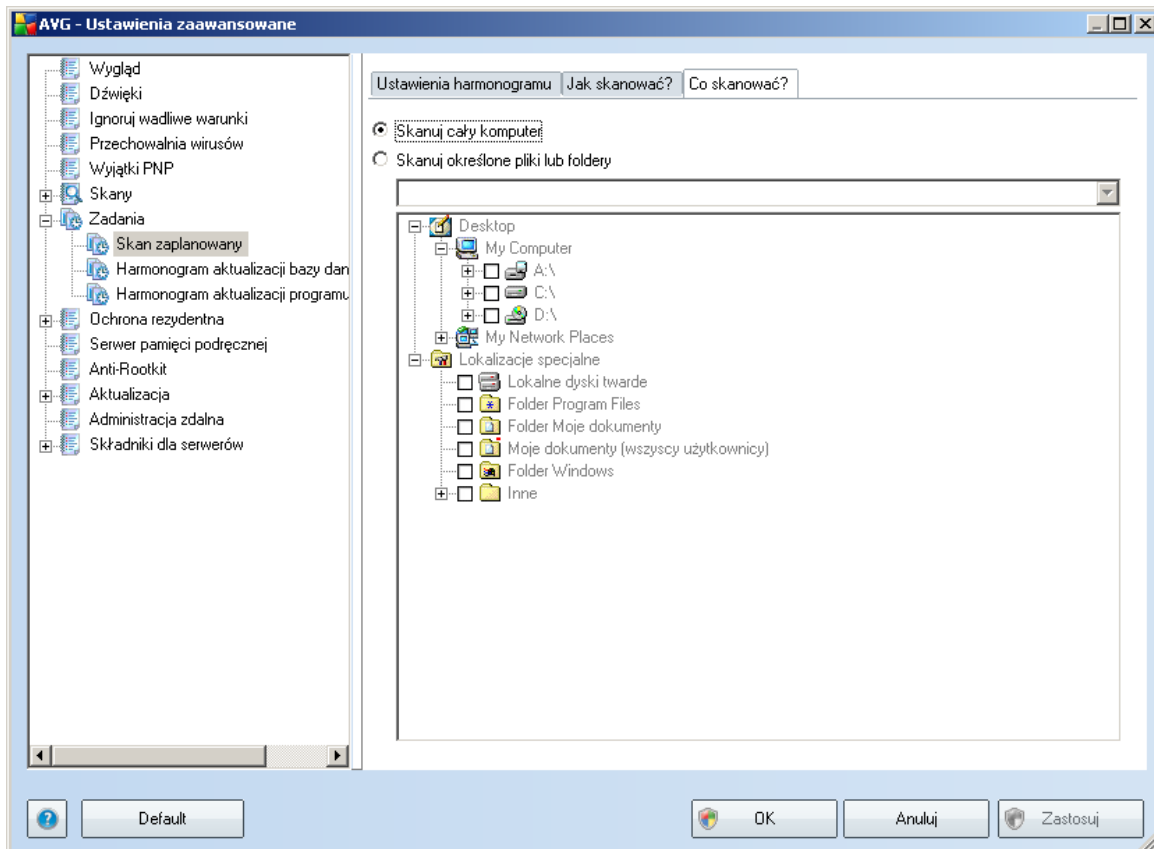 AVG - Ustawienia zaawansowane
Wygląd
Dźwięki
Ignoruj wadliwe warunki
Przechowalnia wirusów
Wyjątki PNP
Skany
Zadania
Skan zaplanowany
Harmonogram aktualizacji bazy dan
Harmonogram aktualizacji programu
Ochrona rezydentna
Serwer pamięci podręcznej
Anti-Rootkit
Aktualizacja
Administracja zdalna
Składniki dla serwerów
Ustawienia harmonogramu Jak skanować? Co skanować?
Skanuj cały komputer
Skanuj określone pliki lub foldery
Desktop
My Computer
A:\
C:\
D:\
My Network Places
Lokalizacje specjalne
Lokalne dyski twarde
Folder Program Files
Folder Moje dokumenty
Moje dokumenty (wszyscy użytkownicy)
Folder Windows
Inne
Default OK Anuluj Zastosuj